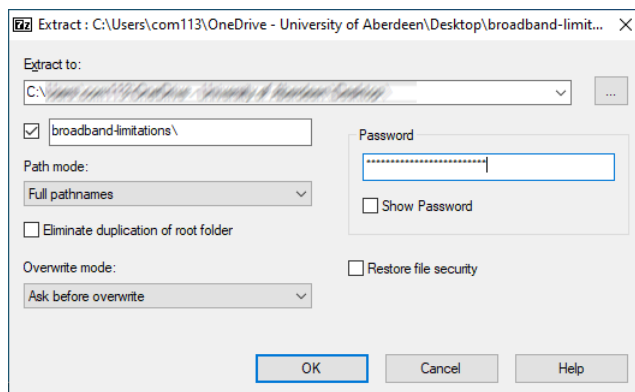 7z Extract : C:\Users\com113\OneDrive - University of Aberdeen\Desktop\broadband-limit...
Extract to:
C:\
...
broadband-limitations\
Password
*************************
Path mode:
Full pathnames
Show Password
Eliminate duplication of root folder
Overwrite mode:
Restore file security
Ask before overwrite
OK Cancel Help